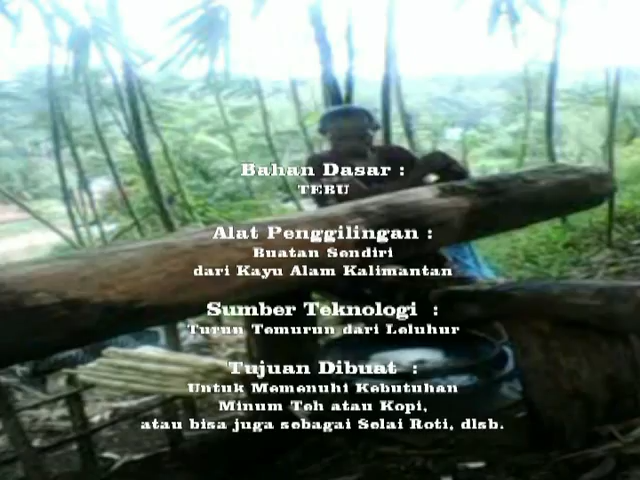 Bahan Dasar :
TEBU
Alat Penggilingan :
Buatan Sendiri
dari Kayu Alam Kalimantan
Sumber Teknologi :
Turun Temurun dari Leluhur
Tujuan Dibuat :
Untuk Memenuhi Kebutuhan
Minum Teh atau Kopi,
atau bisa juga sebagai Selai Roti, dlsb.